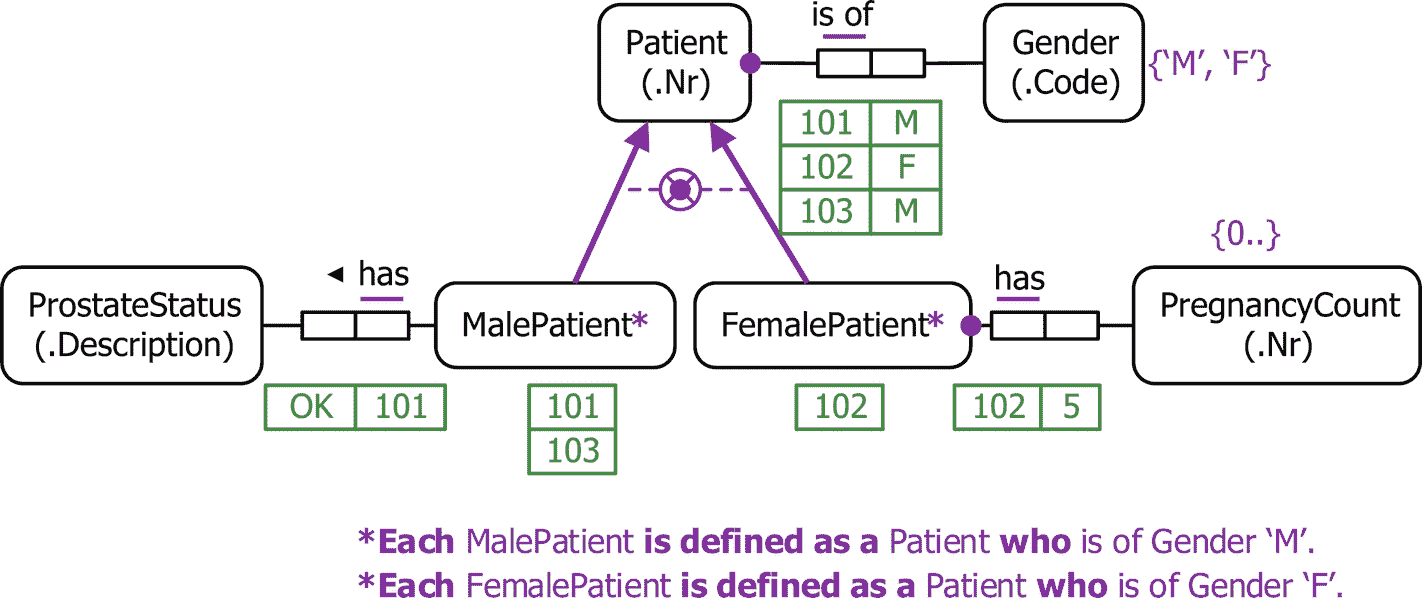 is of
Patient
(.Nr)
Gender
(.Code)
{‘M’, ‘F’}
101 M
102 F
103 M
{0..}
ProstateStatus
(.Description)
◄ has
MalePatient*
FemalePatient*
has
PregnancyCount
(.Nr)
OK 101
101
103
102
102 5
*Each MalePatient is defined as a Patient who is of Gender ‘M’.
*Each FemalePatient is defined as a Patient who is of Gender ‘F’.